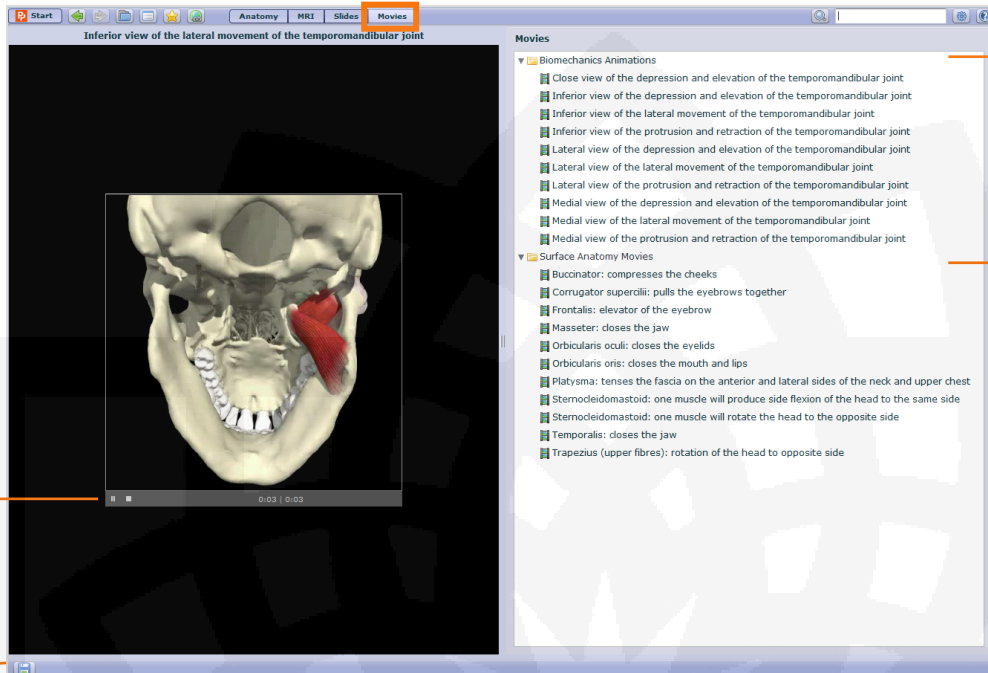 Start
Anatomy
MRI
Slides
Movies
Inferior view of the lateral movement of the temporomandibular joint
0:03 | 0:03
Movies
Biomechanics Animations
Close view of the depression and elevation of the temporomandibular joint
Inferior view of the depression and elevation of the temporomandibular joint
Inferior view of the lateral movement of the temporomandibular joint
Inferior view of the protrusion and retraction of the temporomandibular joint
Lateral view of the depression and elevation of the temporomandibular joint
Lateral view of the lateral movement of the temporomandibular joint
Lateral view of the protrusion and retraction of the temporomandibular joint
Medial view of the depression and elevation of the temporomandibular joint
Medial view of the lateral movement of the temporomandibular joint
Medial view of the protrusion and retraction of the temporomandibular joint
Surface Anatomy Movies
Buccinator: compresses the cheeks
Corrugator supercilii: pulls the eyebrows together
Frontalis: elevator of the eyebrow
Masseter: closes the jaw
Orbicularis oculi: closes the eyelids
Orbicularis oris: closes the mouth and lips
Platysma: tenses the fascia on the anterior and lateral sides of the neck and upper chest
Sternocleidomastoid: one muscle will produce side flexion of the head to the same side
Sternocleidomastoid: one muscle will rotate the head to the opposite side
Temporalis: closes the jaw
Trapezius (upper fibres): rotation of the head to opposite side